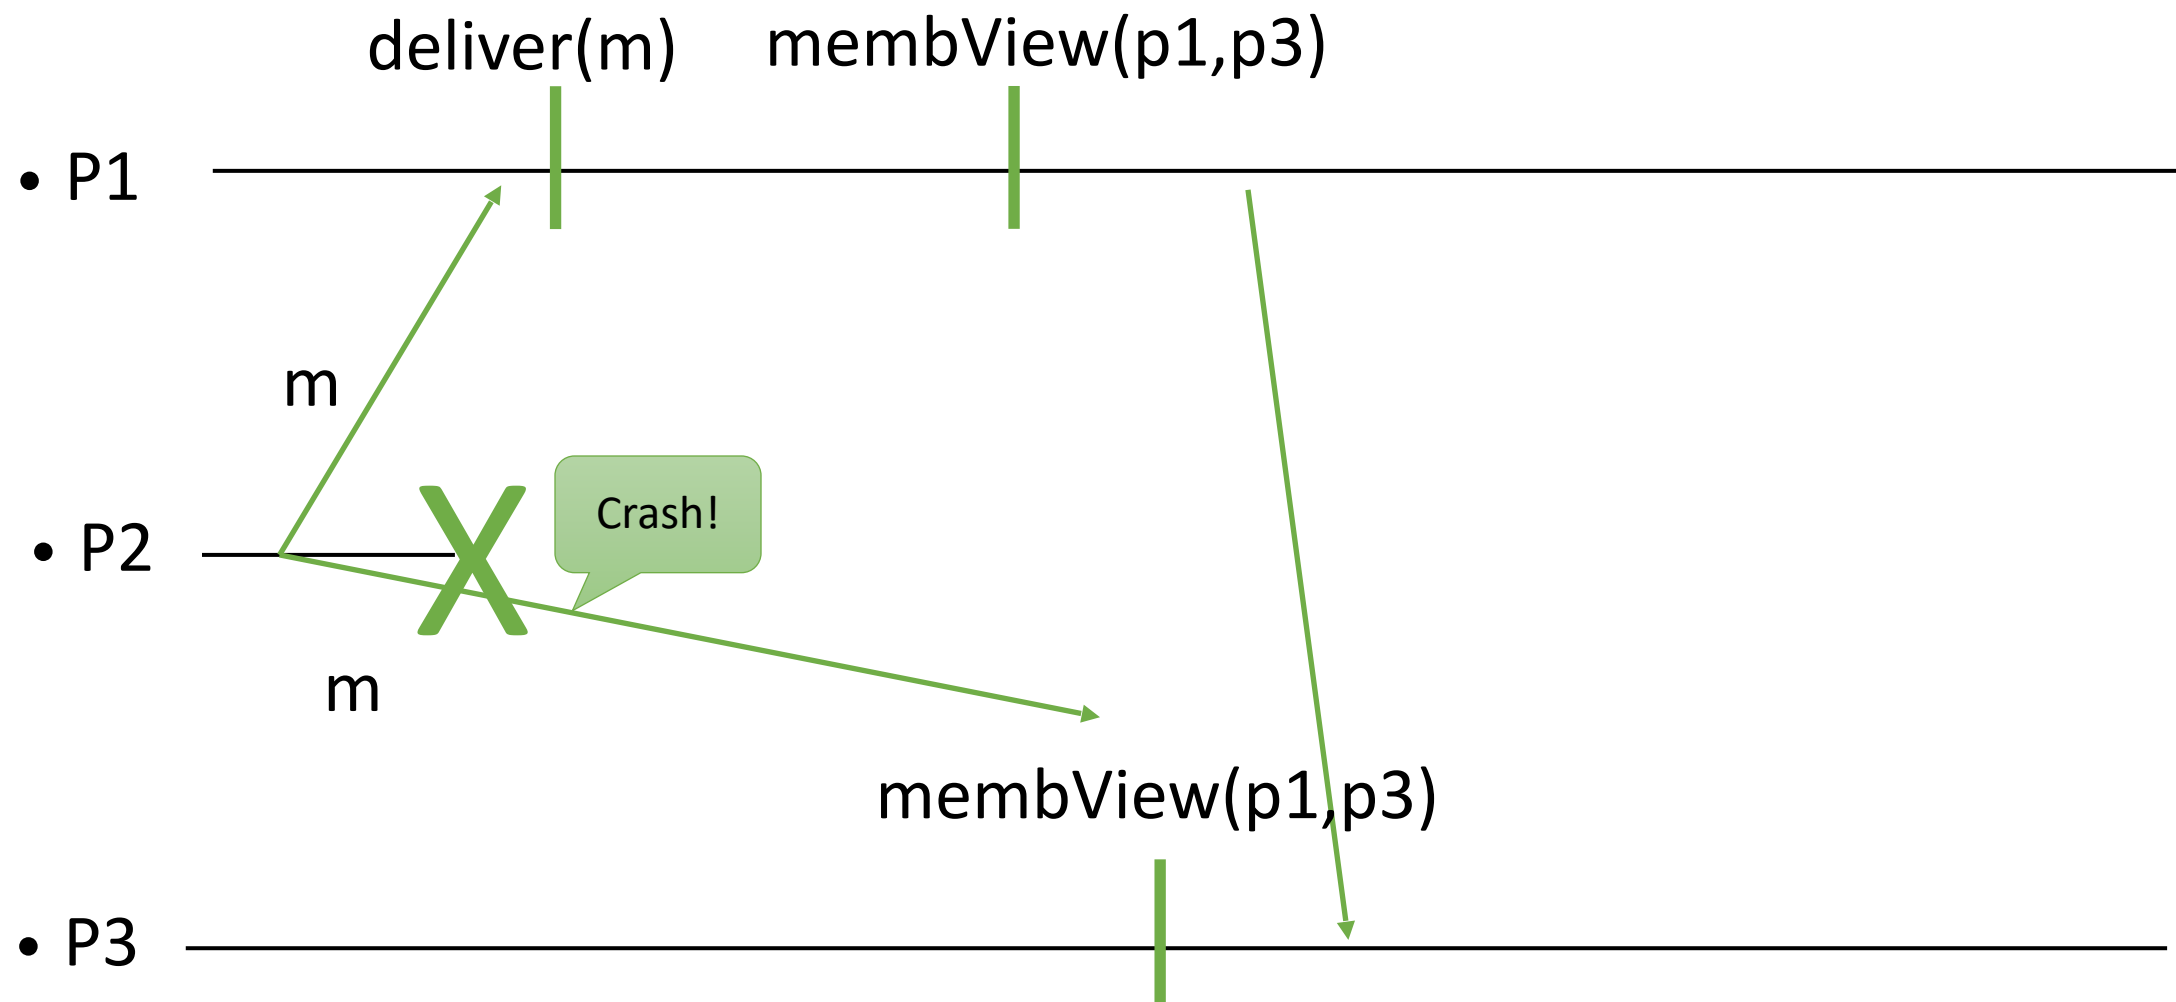 deliver(m) membView(p1,p3)
• P1
m
Crash!
• P2
m
membView(p1,p3)
• P3